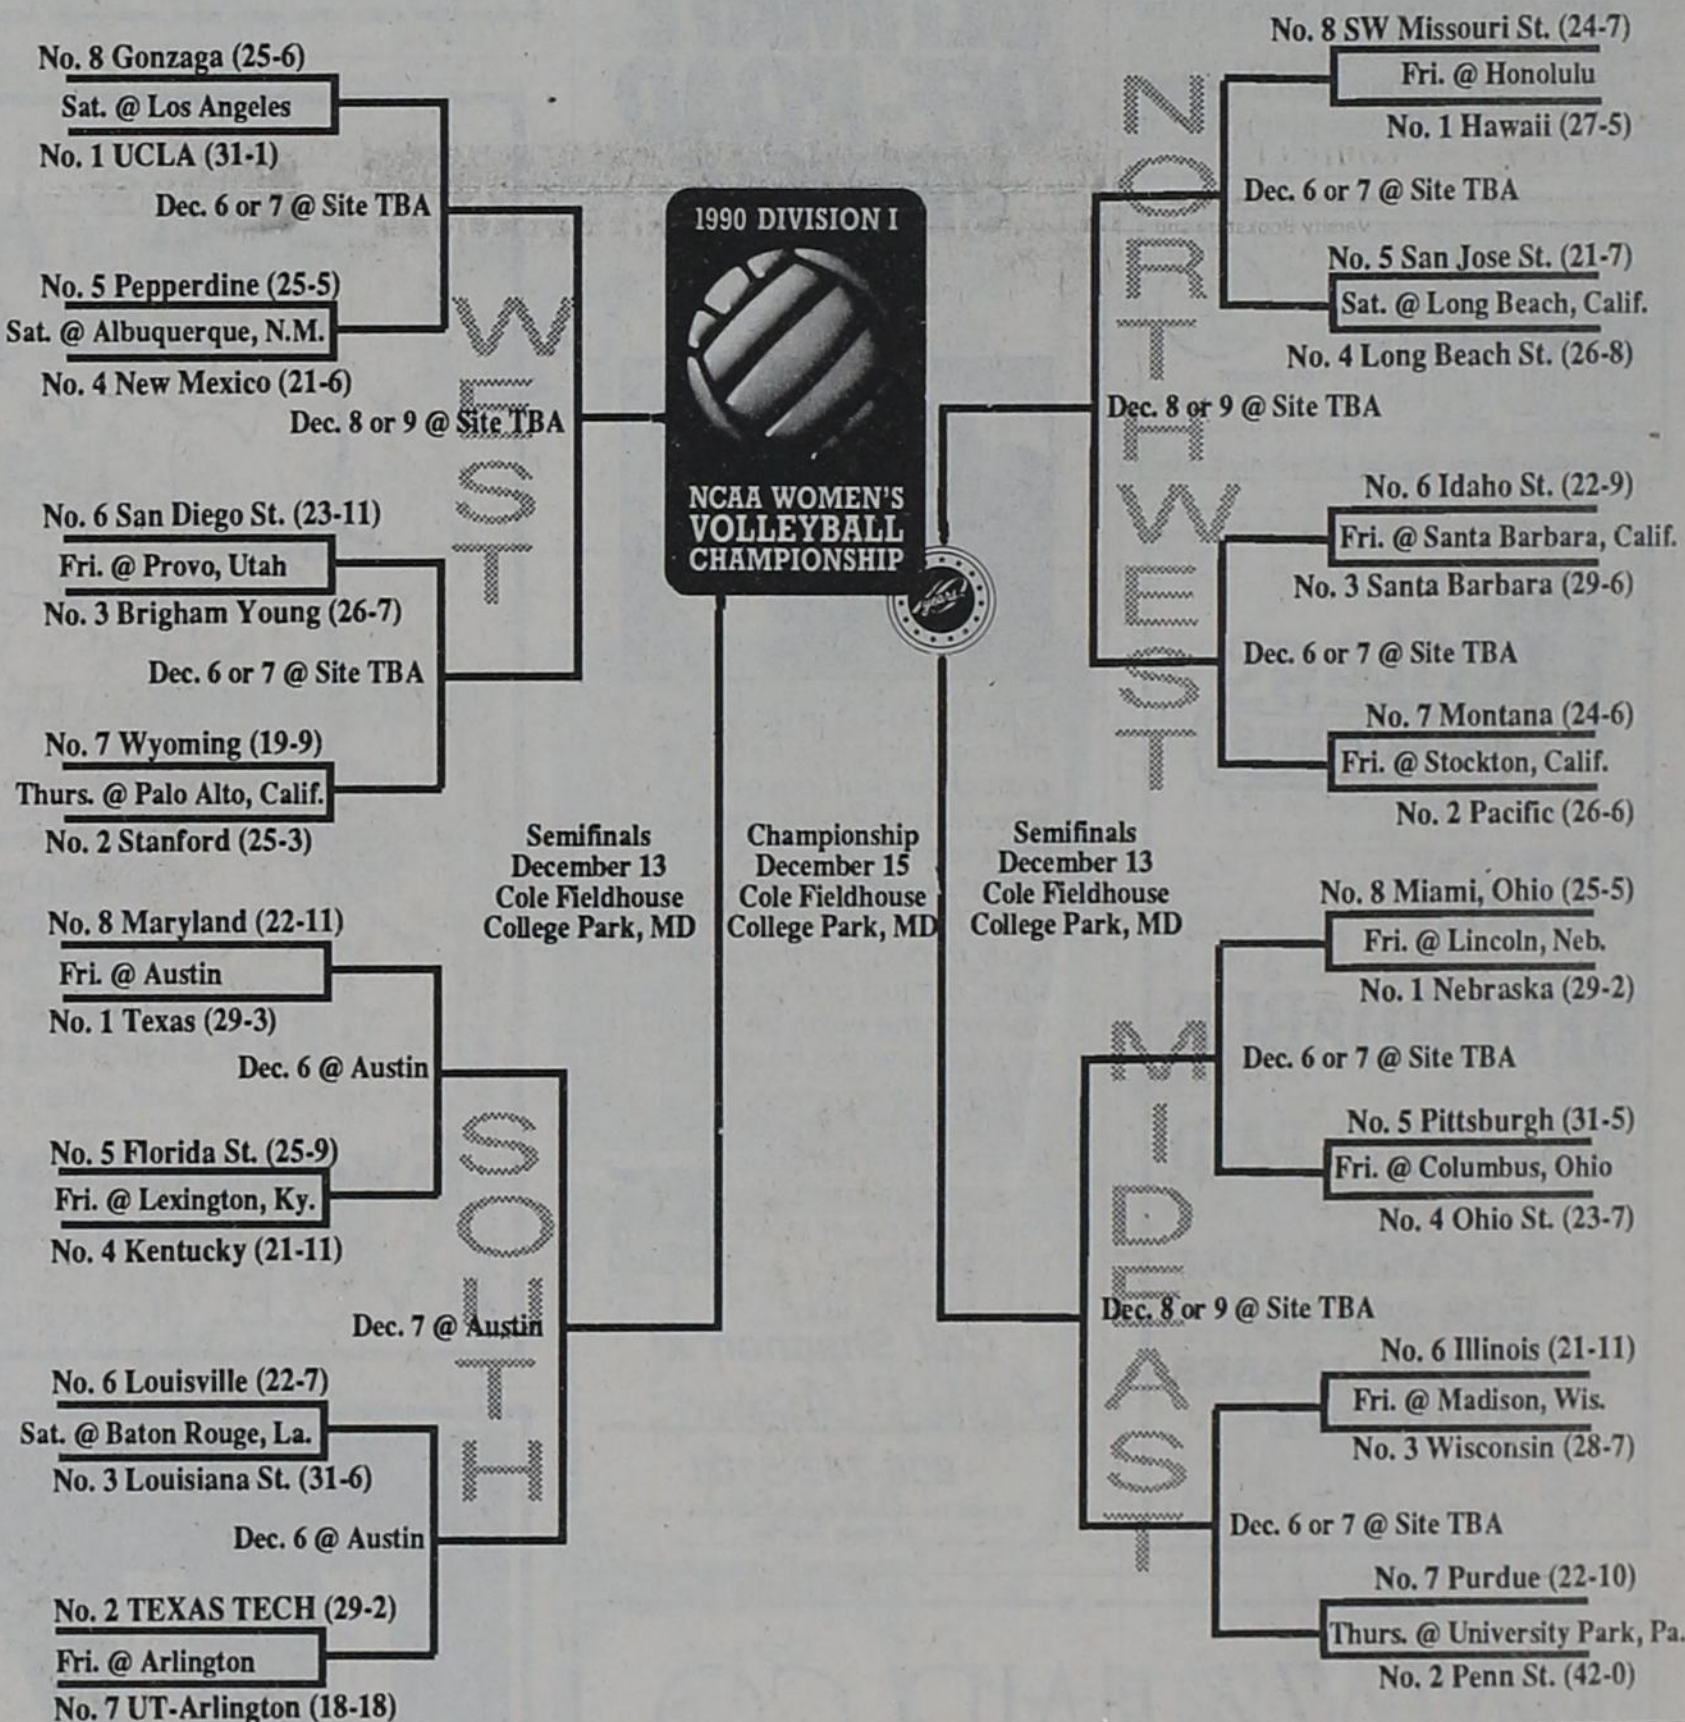 No. 8 Gonzaga (25-6)
Sat. @ Los Angeles
No. 1 UCLA (31-1)
Dec. 6 or 7 @ Site TBA
No. 5 Pepperdine (25-5)
Sat. @ Albuquerque, N.M.
No. 4 New Mexico (21-6)
Dec. 8 or 9 @ Site TBA
No. 6 San Diego St. (23-11)
Fri. @ Provo, Utah
No. 3 Brigham Young (26-7)
Dec. 6 or 7 @ Site TBA
No. 7 Wyoming (19-9)
Thurs. @ Palo Alto, Calif.
No. 2 Stanford (25-3)
WEST
No. 8 Maryland (22-11)
Fri. @ Austin
No. 1 Texas (29-3)
Dec. 6 @ Austin
No. 5 Florida St. (25-9)
Fri. @ Lexington, Ky.
No. 4 Kentucky (21-11)
Dec. 7 @ Austin
No. 6 Louisville (22-7)
Sat. @ Baton Rouge, La.
No. 3 Louisiana St. (31-6)
Dec. 6 @ Austin
No. 2 TEXAS TECH (29-2)
Fri. @ Arlington
No. 7 UT-Arlington (18-18)
SOUTH
1990 DIVISION I
NCAA WOMEN'S
VOLLEYBALL
CHAMPIONSHIP
years!
Semifinals
December 13
Cole Fieldhouse
College Park, MD
Championship
December 15
Cole Fieldhouse
College Park, MD
Semifinals
December 13
Cole Fieldhouse
College Park, MD
No. 8 SW Missouri St. (24-7)
Fri. @ Honolulu
No. 1 Hawaii (27-5)
Dec. 6 or 7 @ Site TBA
No. 5 San Jose St. (21-7)
Sat. @ Long Beach, Calif.
No. 4 Long Beach St. (26-8)
Dec. 8 or 9 @ Site TBA
No. 6 Idaho St. (22-9)
Fri. @ Santa Barbara, Calif.
No. 3 Santa Barbara (29-6)
Dec. 6 or 7 @ Site TBA
No. 7 Montana (24-6)
Fri. @ Stockton, Calif.
No. 2 Pacific (26-6)
NORTHWEST
No. 8 Miami, Ohio (25-5)
Fri. @ Lincoln, Neb.
No. 1 Nebraska (29-2)
Dec. 6 or 7 @ Site TBA
No. 5 Pittsburgh (31-5)
Fri. @ Columbus, Ohio
No. 4 Ohio St. (23-7)
Dec. 8 or 9 @ Site TBA
No. 6 Illinois (21-11)
Fri. @ Madison, Wis.
No. 3 Wisconsin (28-7)
Dec. 6 or 7 @ Site TBA
No. 7 Purdue (22-10)
Thurs. @ University Park, Pa.
No. 2 Penn St. (42-0)
MIDEAST